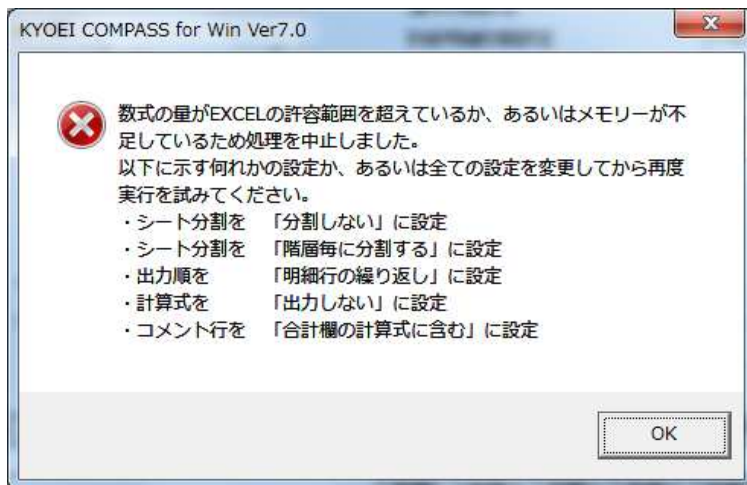 KYOEI COMPASS for Win Ver7.0
数式の量がEXCELの許容範囲を超えているか、あるいはメモリーが不
足しているため処理を中止しました。
以下に示す何れかの設定か、あるいは全ての設定を変更してから再度
実行を試みてください。
・シート分割を　「分割しない」に設定
・シート分割を　「階層毎に分割する」に設定
・出力順を　　　「明細行の繰り返し」に設定
・計算式を　　　「出力しない」に設定
・コメント行を　「合計欄の計算式に含む」に設定
OK